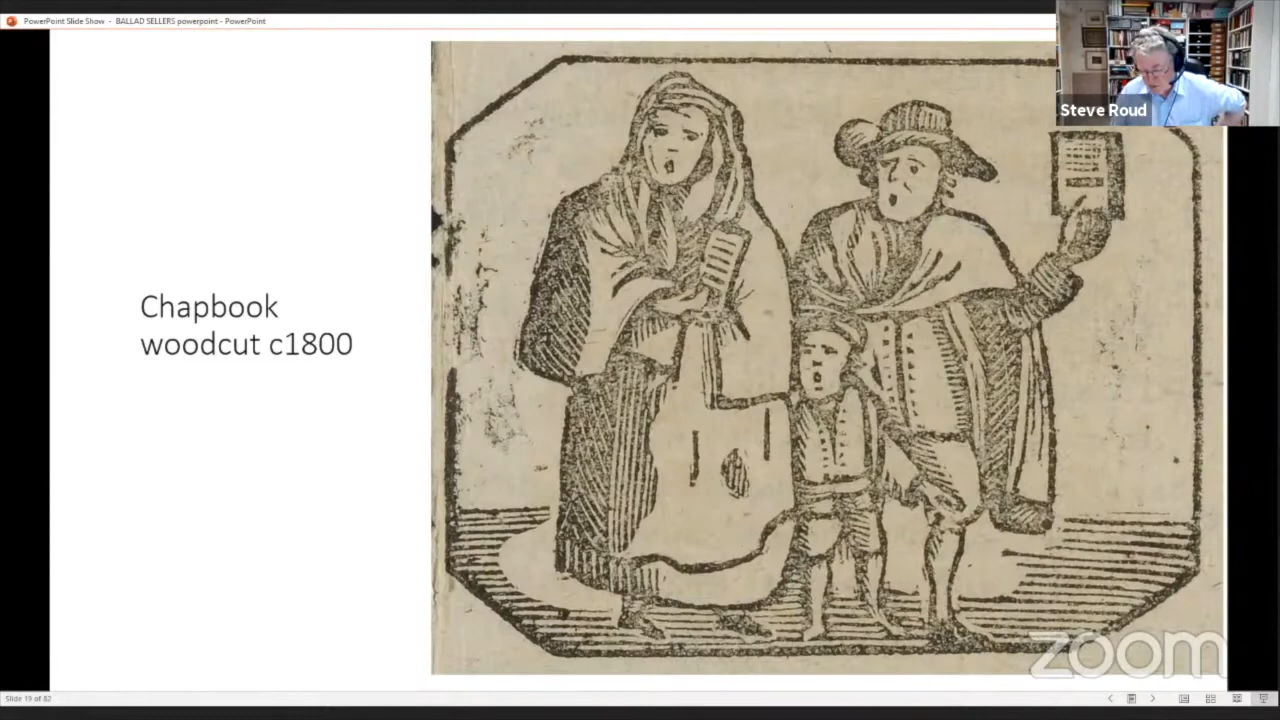 PowerPoint Slide Show - BALLAD SELLERS powerpoint - PowerPoint
Steve Roud
Chapbook
woodcut c1800
zoom
Slide 19 of 82